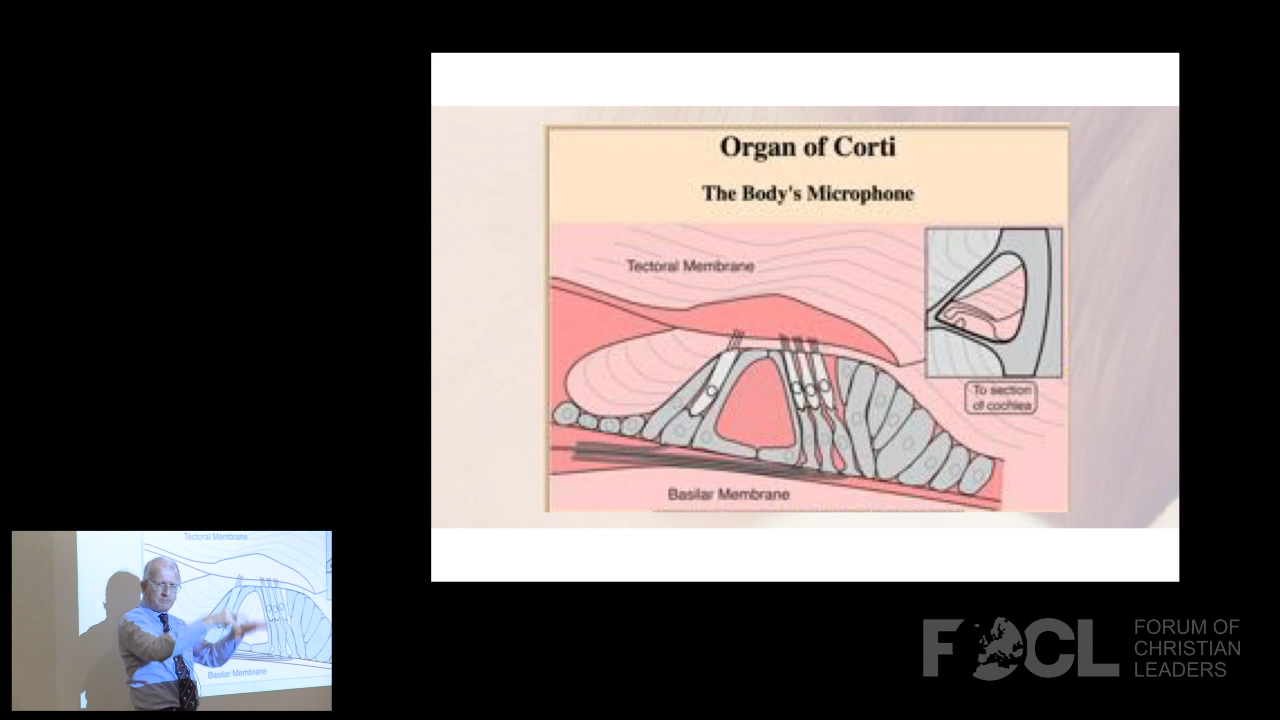 Organ of Corti
The Body's Microphone
Tectoral Membrane
To section
of cochlea
Basilar Membrane
Tectoral Membrane
Basilar Membrane
FOCL
FORUM OF
CHRISTIAN
LEADERS